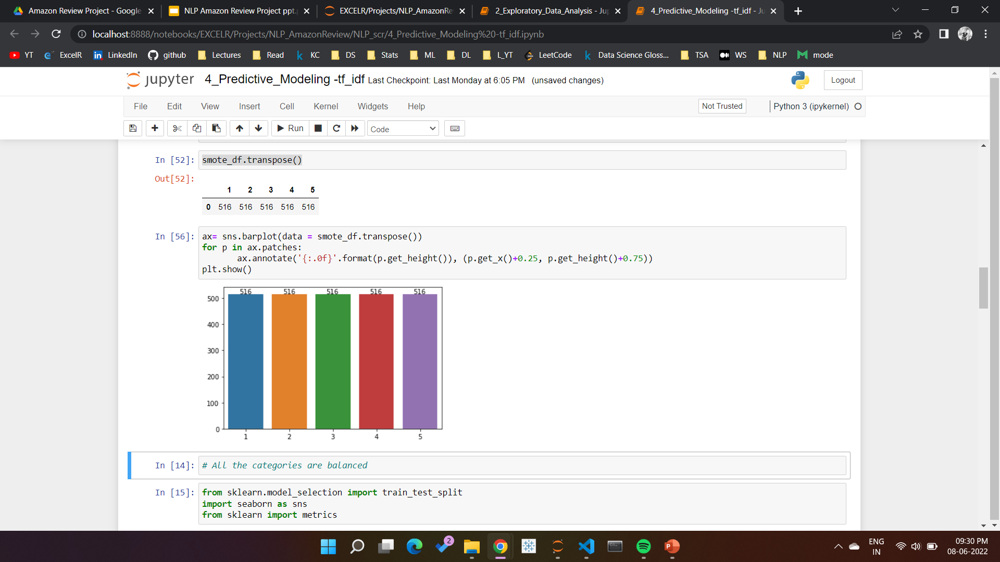 Amazon Review Project - Google
NLP Amazon Review Project ppt.
EXCELR/Projects/NLP_AmazonRe
2_Exploratory_Data_Analysis - Jup
4_Predictive_Modeling -tf_idf - Ju
localhost:8888/notebooks/EXCELR/Projects/NLP_AmazonReview/NLP_scr/4_Predictive_Modeling%20-tf_idf.ipynb
YT ExcelR LinkedIn github Lectures Read KC DS Stats ML DL L_YT LeetCode Data Science Gloss... TSA WS NLP mode
jupyter 4_Predictive_Modeling -tf_idf Last Checkpoint: Last Monday at 6:05 PM (unsaved changes) Logout
File Edit View Insert Cell Kernel Widgets Help Not Trusted Python 3 (ipykernel)
Run Code
In [52]: smote_df.transpose()
Out[52]:
1 2 3 4 5
0 516 516 516 516 516
In [56]: ax= sns.barplot(data = smote_df.transpose())
for p in ax.patches:
ax.annotate('{:.0f}'.format(p.get_height()), (p.get_x()+0.25, p.get_height()+0.75))
plt.show()
516 516 516 516 516
500
400
300
200
100
0
1 2 3 4 5
In [14]: # All the categories are balanced
In [15]: from sklearn.model_selection import train_test_split
import seaborn as sns
from sklearn import metrics
2
ENG
IN
09:30 PM
08-06-2022